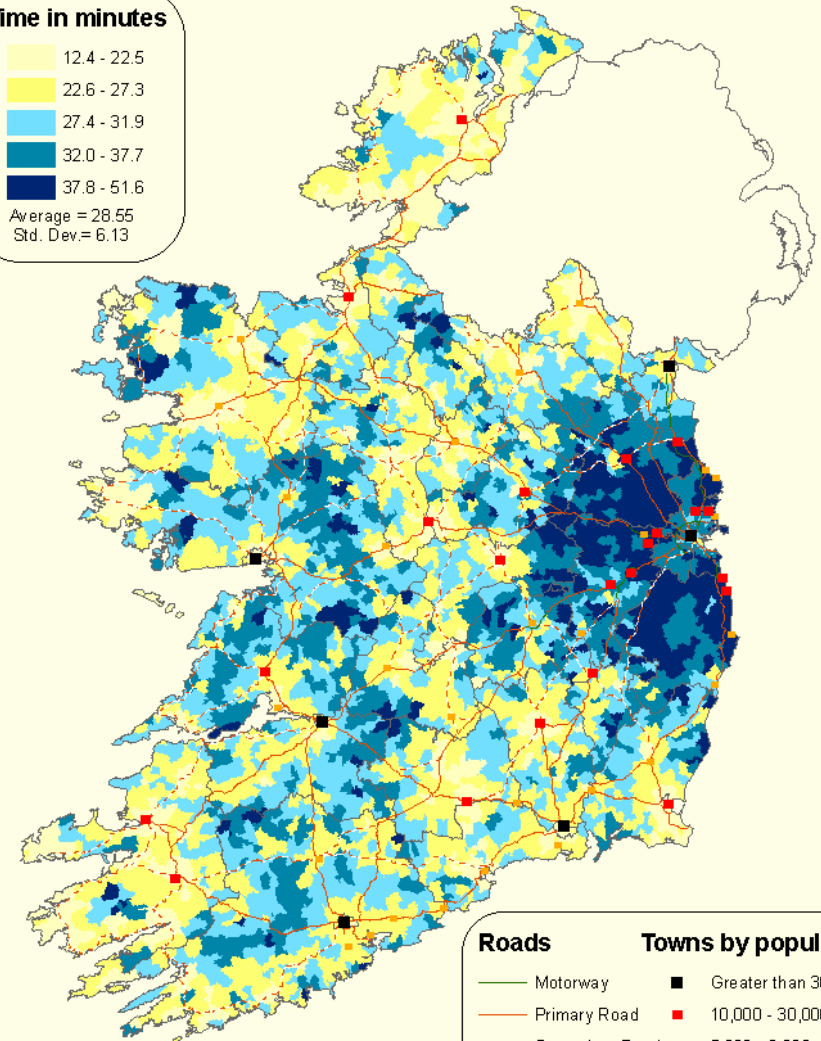 ime in minutes
12.4 - 22.5
22.6 - 27.3
27.4 - 31.9
32.0 - 37.7
37.8 - 51.6
Average = 28.55
Std. Dev.= 6.13
Roads Towns by popul
Motorway Greater than 3
Primary Road 10,000 - 30,00